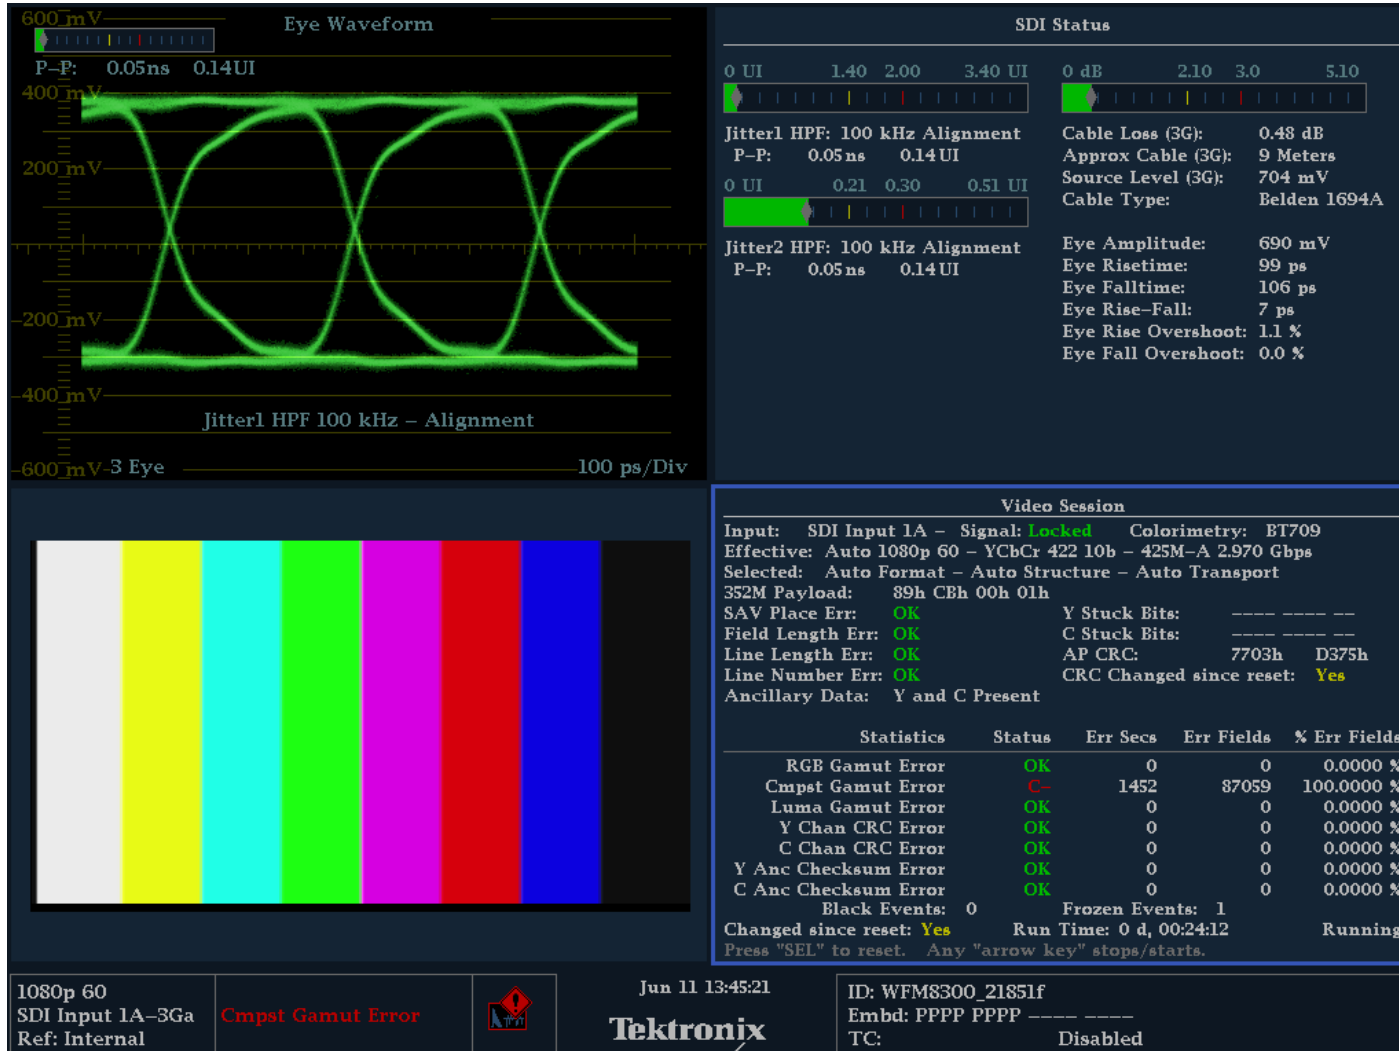 600 mV
Eye Waveform
P-P: 0.05ns 0.14UI
400 mV
200 mV
-200 mV
-400 mV
Jitter1 HPF 100 kHz - Alignment
-600 mV 3 Eye 100 ps/Div
SDI Status
0 UI 1.40 2.00 3.40 UI
Jitter1 HPF: 100 kHz Alignment
P-P: 0.05ns 0.14UI
0 UI 0.21 0.30 0.51 UI
Jitter2 HPF: 100 kHz Alignment
P-P: 0.05ns 0.14UI
0 dB 2.10 3.0 5.10
Cable Loss (3G): 0.48 dB
Approx Cable (3G): 9 Meters
Source Level (3G): 704 mV
Cable Type: Belden 1694A
Eye Amplitude: 690 mV
Eye Risetime: 99 ps
Eye Falltime: 106 ps
Eye Rise-Fall: 7 ps
Eye Rise Overshoot: 1.1 %
Eye Fall Overshoot: 0.0 %
Video Session
Input: SDI Input 1A - Signal: Locked Colorimetry: BT709
Effective: Auto 1080p 60 - YCbCr 422 10b - 425M-A 2.970 Gbps
Selected: Auto Format - Auto Structure - Auto Transport
352M Payload: 89h CBh 00h 01h
SAV Place Err: OK Y Stuck Bits: ---- ---- --
Field Length Err: OK C Stuck Bits: ---- ---- --
Line Length Err: OK AP CRC: 7703h D375h
Line Number Err: OK CRC Changed since reset: Yes
Ancillary Data: Y and C Present
Statistics Status Err Secs Err Fields % Err Fields
RGB Gamut Error OK 0 0 0.0000 %
Cmpst Gamut Error C- 1452 87059 100.0000 %
Luma Gamut Error OK 0 0 0.0000 %
Y Chan CRC Error OK 0 0 0.0000 %
C Chan CRC Error OK 0 0 0.0000 %
Y Anc Checksum Error OK 0 0 0.0000 %
C Anc Checksum Error OK 0 0 0.0000 %
Black Events: 0 Frozen Events: 1
Changed since reset: Yes Run Time: 0 d, 00:24:12 Running
Press "SEL" to reset. Any "arrow key" stops/starts.
1080p 60
SDI Input 1A-3Ga
Ref: Internal
Cmpst Gamut Error
Jun 11 13:45:21
Tektronix
ID: WFM8300_21851f
Embd: PPPP PPPP ---- ----
TC: Disabled